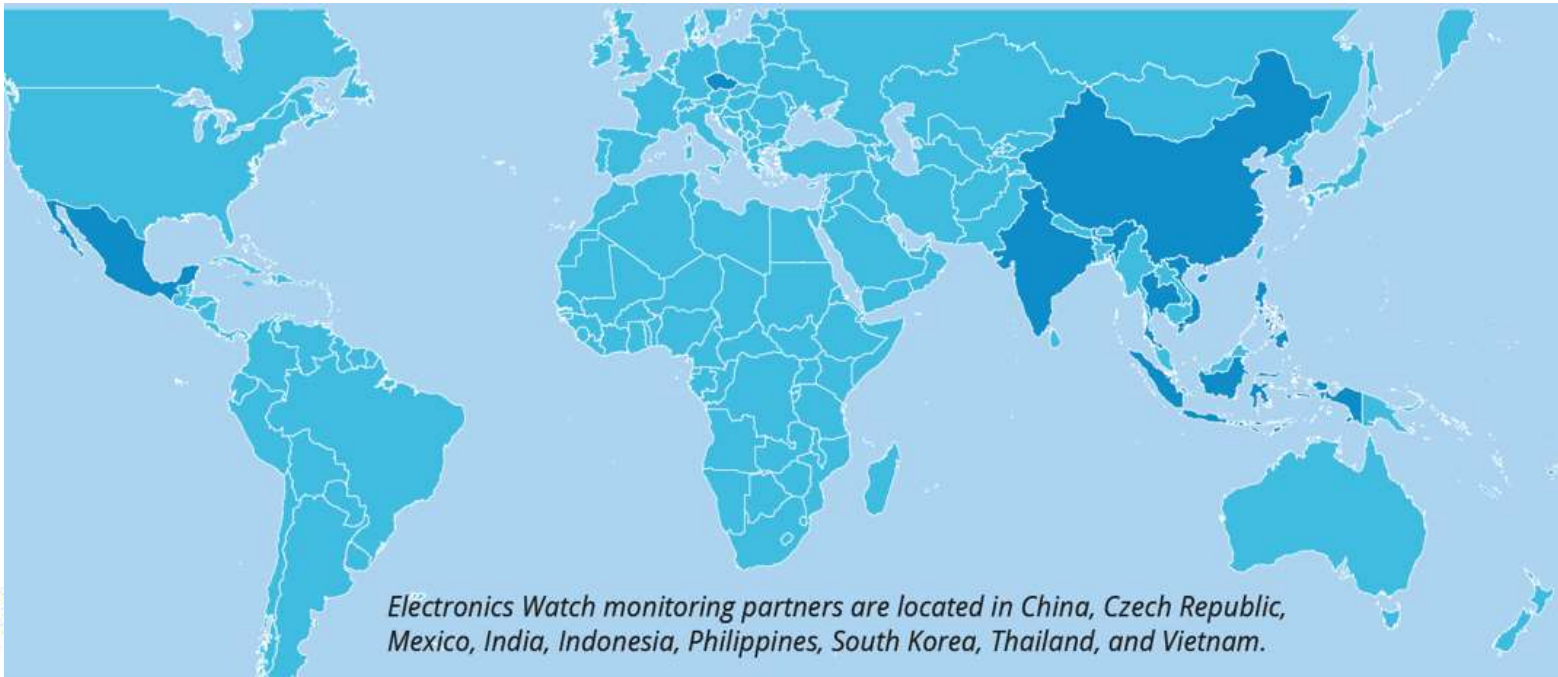 Electronics Watch monitoring partners are located in China, Czech Republic,
Mexico, India, Indonesia, Philippines, South Korea, Thailand, and Vietnam.